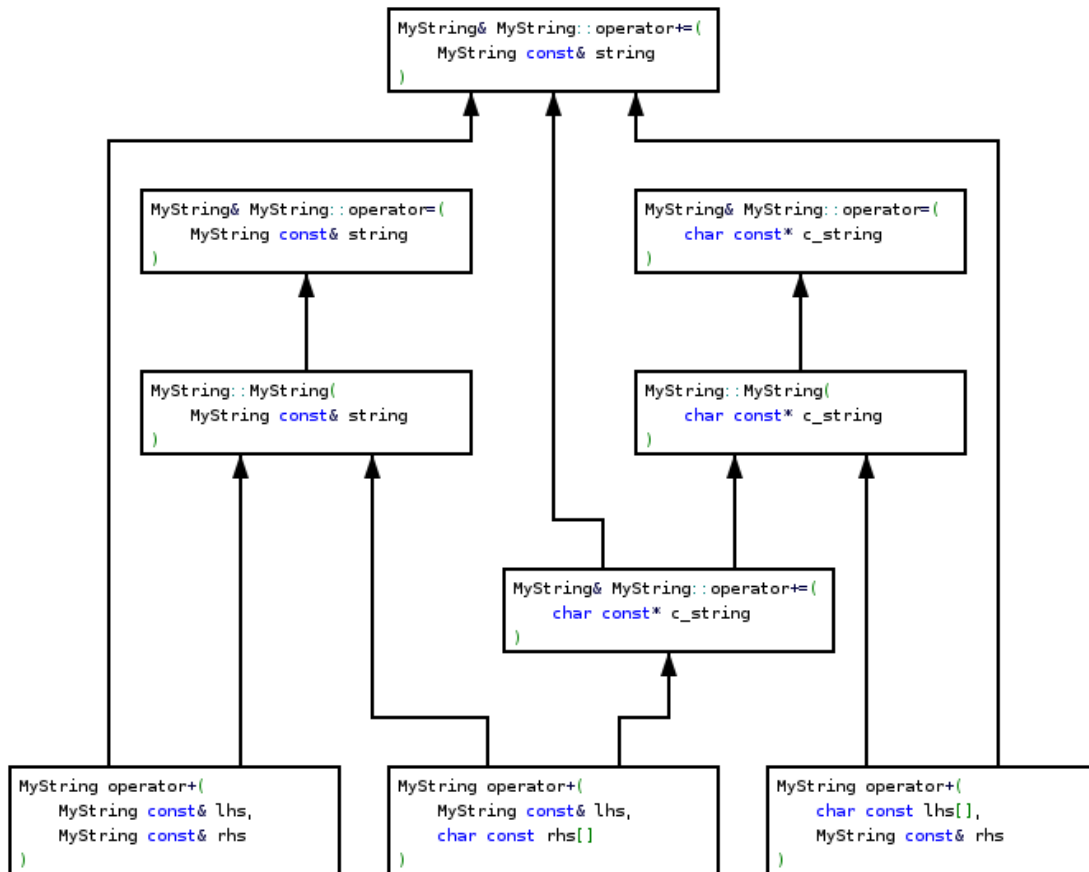 MyString& MyString::operator+=(
    MyString const& string
)
MyString& MyString::operator=(
    MyString const& string
)
MyString& MyString::operator=(
    char const* c_string
)
MyString::MyString(
    MyString const& string
)
MyString::MyString(
    char const* c_string
)
MyString& MyString::operator+=(
    char const* c_string
)
MyString operator+(
    MyString const& lhs,
    MyString const& rhs
)
MyString operator+(
    MyString const& lhs,
    char const rhs[]
)
MyString operator+(
    char const lhs[],
    MyString const& rhs
)